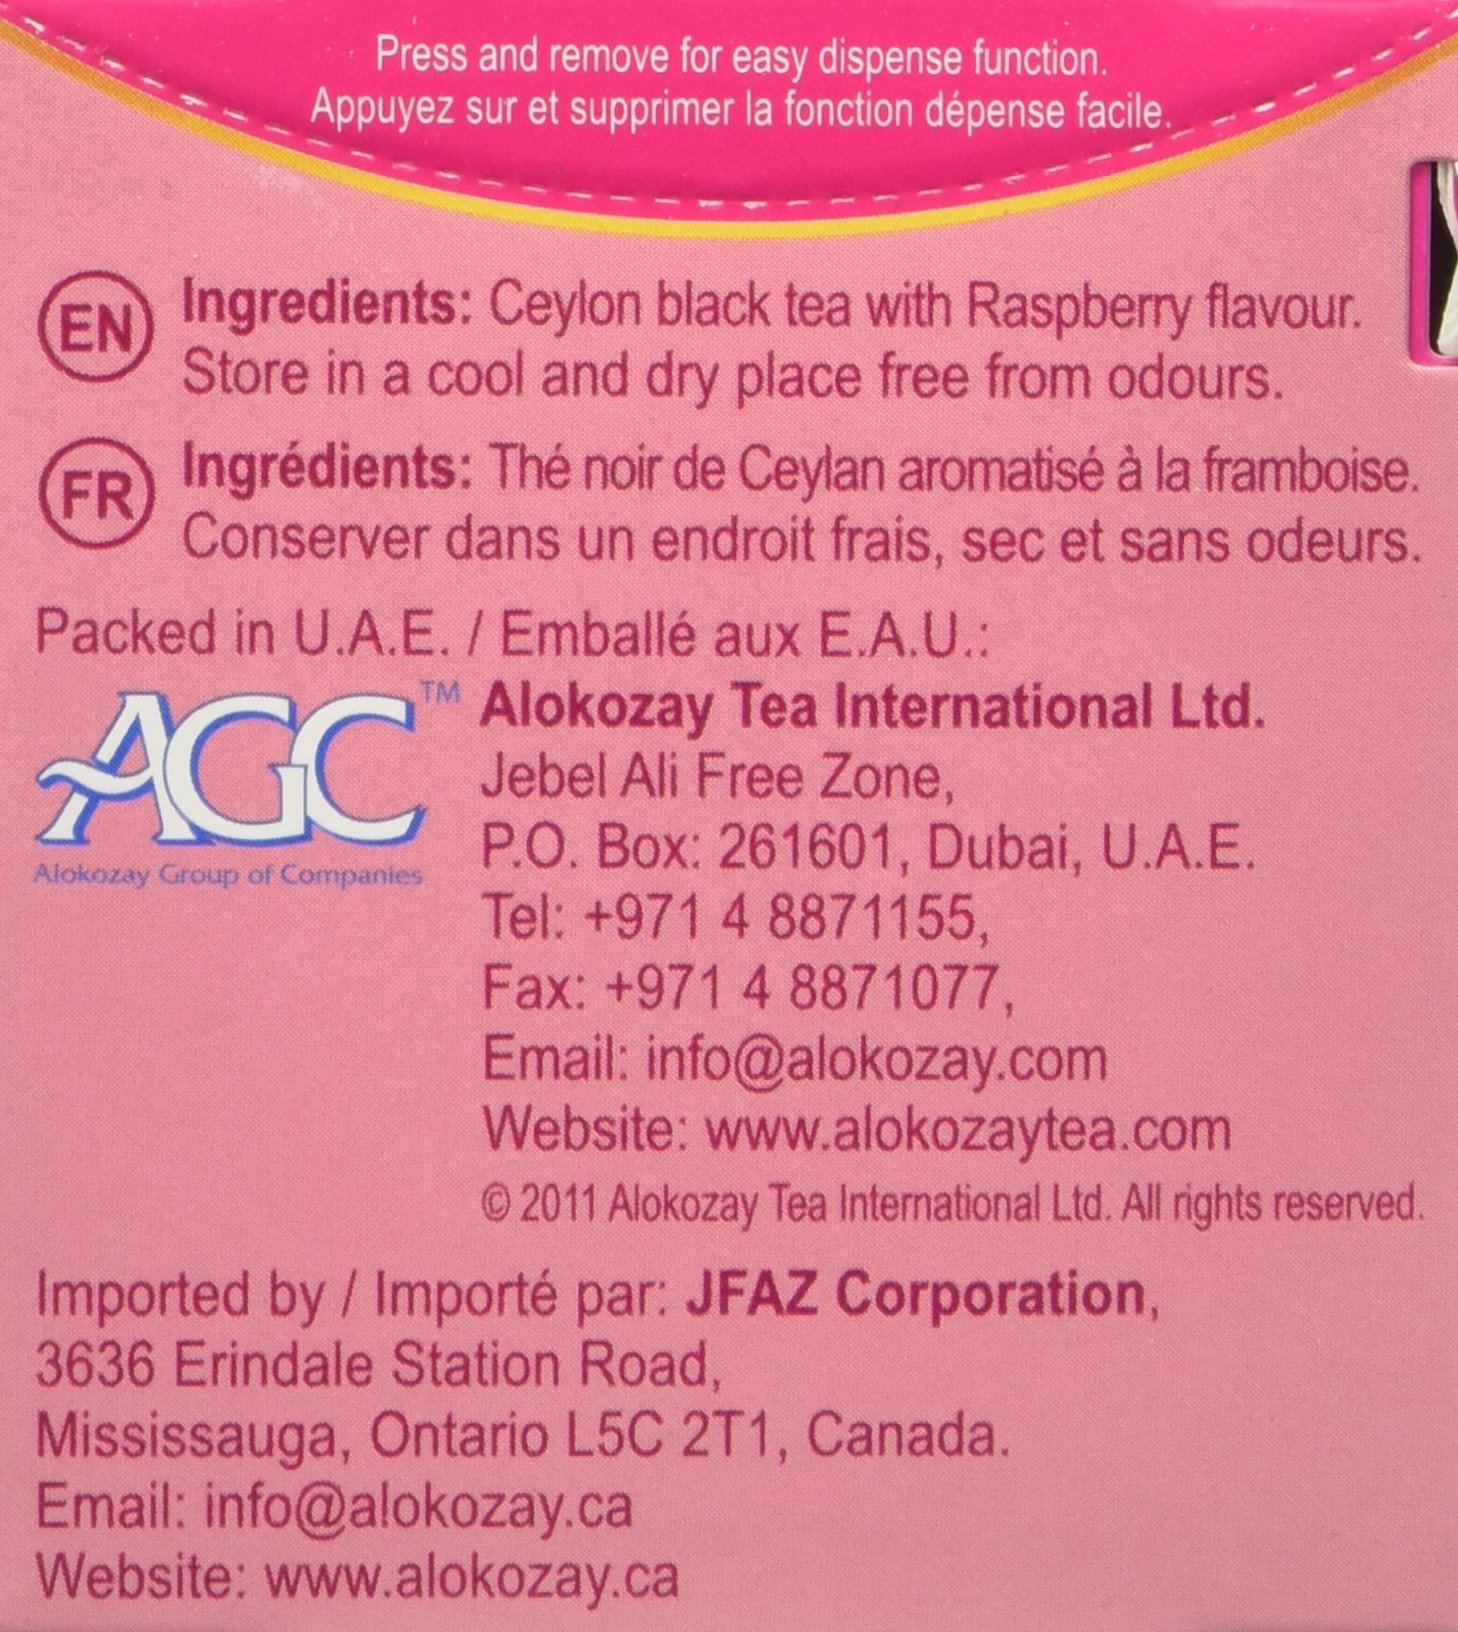 Press and remove for easy dispense function.
Appuyez sur et supprimer la fonction dépense facile.
EN Ingredients: Ceylon black tea with Raspberry flavour.
Store in a cool and dry place free from odours.
FR Ingrédients: Thé noir de Ceylan aromatisé à la framboise.
Conserver dans un endroit frais, sec et sans odeurs.
Packed in U.A.E. / Emballé aux E.A.U.:
AGC™
Alokozay Group of Companies
Alokozay Tea International Ltd.
Jebel Ali Free Zone,
P.O. Box: 261601, Dubai, U.A.E.
Tel: +971 4 8871155,
Fax: +971 4 8871077,
Email: info@alokozay.com
Website: www.alokozaytea.com
© 2011 Alokozay Tea International Ltd. All rights reserved.
Imported by / Importé par: JFAZ Corporation,
3636 Erindale Station Road,
Mississauga, Ontario L5C 2T1, Canada.
Email: info@alokozay.ca
Website: www.alokozay.ca